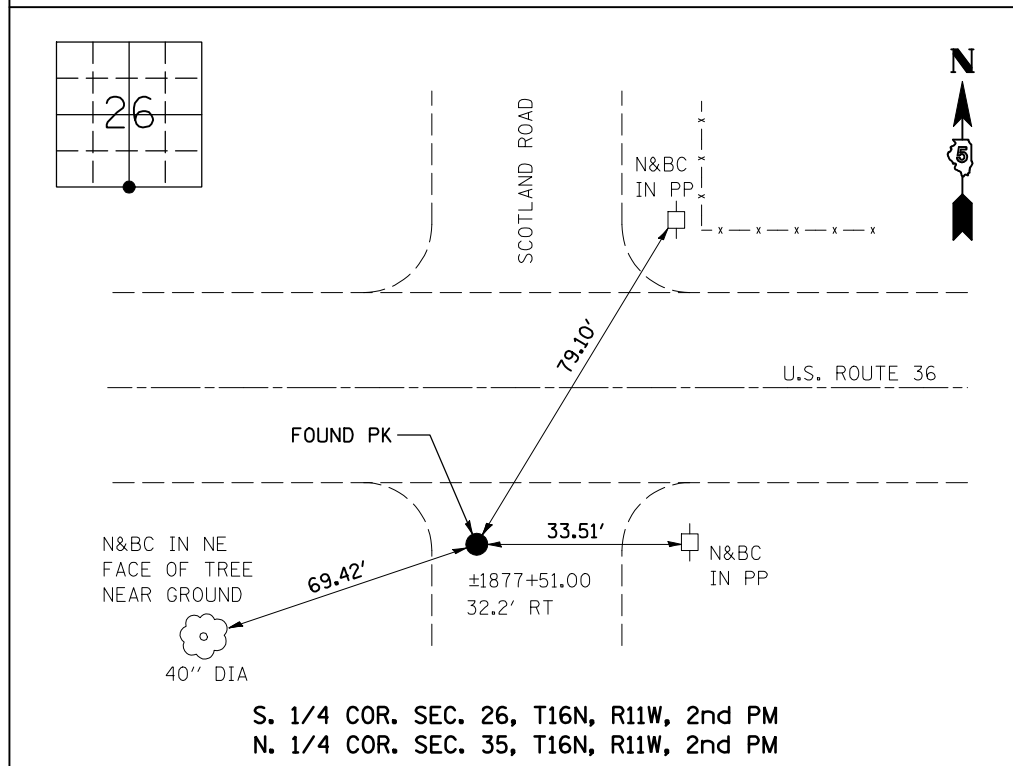 26
N
5
SCOTLAND ROAD
N&BC
IN PP
x
x
x
x
x
x
x
x
79.10'
U.S. ROUTE 36
FOUND PK
33.51'
N&BC
IN PP
N&BC IN NE
FACE OF TREE
NEAR GROUND
69.42'
±1877+51.00
32.2' RT
40'' DIA
S. 1/4 COR. SEC. 26, T16N, R11W, 2nd PM
N. 1/4 COR. SEC. 35, T16N, R11W, 2nd PM